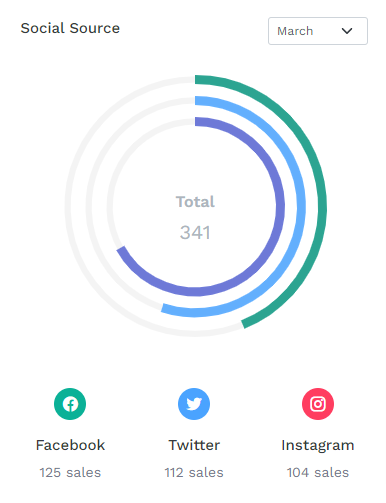 Social Source
March
Total
341
Facebook
Twitter
Instagram
125 sales
112 sales
104 sales